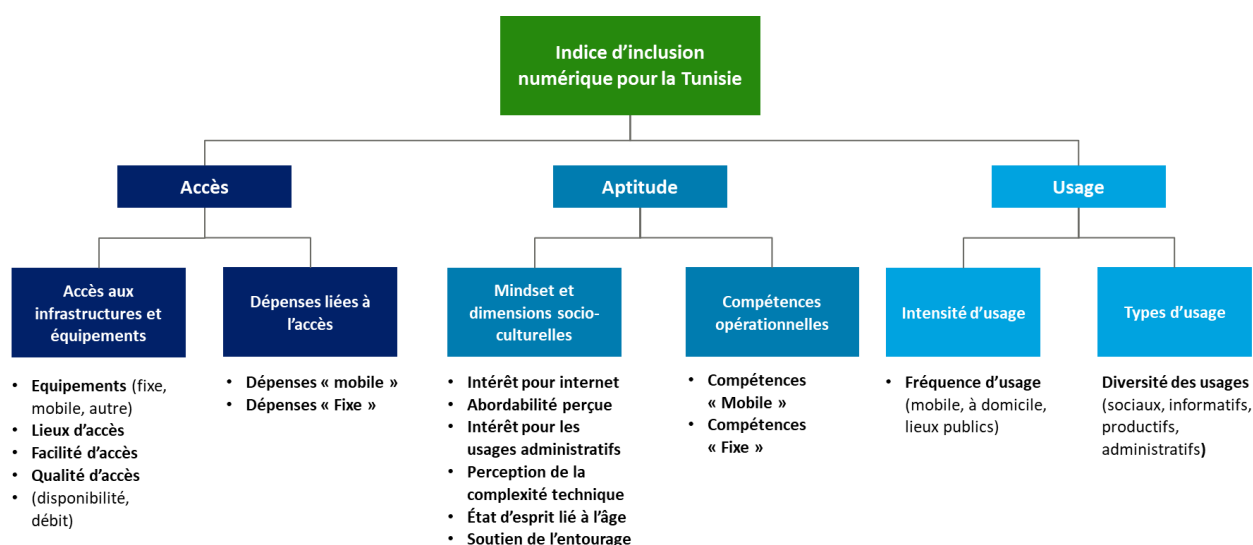 Indice d’inclusion
numérique pour la Tunisie
Accès
Aptitude
Usage
Accès aux
infrastructures et
équipements
Dépenses liées à
l’accès
Mindset et
dimensions socio-
culturelles
Compétences
opérationnelles
Intensité d’usage
Types d’usage
• Equipements (fixe,
mobile, autre)
• Lieux d’accès
• Facilité d’accès
• Qualité d’accès
• (disponibilité,
débit)
• Dépenses « mobile »
• Dépenses « Fixe »
• Intérêt pour internet
• Abordabilité perçue
• Intérêt pour les
usages administratifs
• Perception de la
complexité technique
• État d’esprit lié à l’âge
• Soutien de l’entourage
• Compétences
« Mobile »
• Compétences
« Fixe »
• Fréquence d’usage
(mobile, à domicile,
lieux publics)
Diversité des usages
(sociaux, informatifs,
productifs,
administratifs)